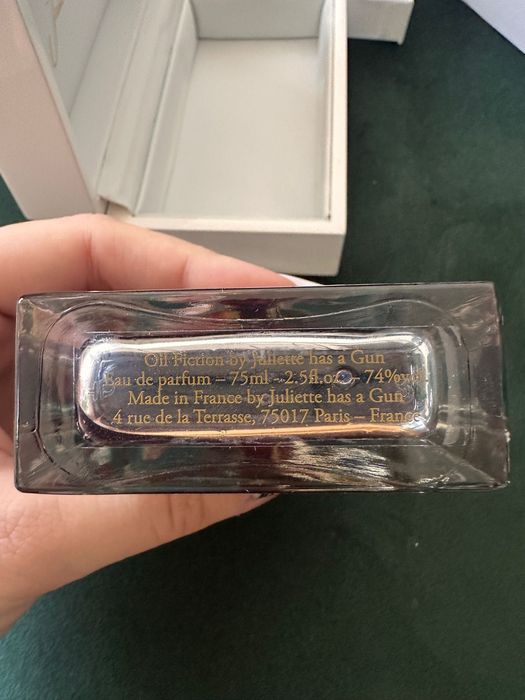 Oil Fiction by Juliette has a Gun
Eau de parfum – 75ml - 2.5fl.oz. – 74%vol
Made in France by Juliette has a Gun
4 rue de la Terrasse, 75017 Paris – France